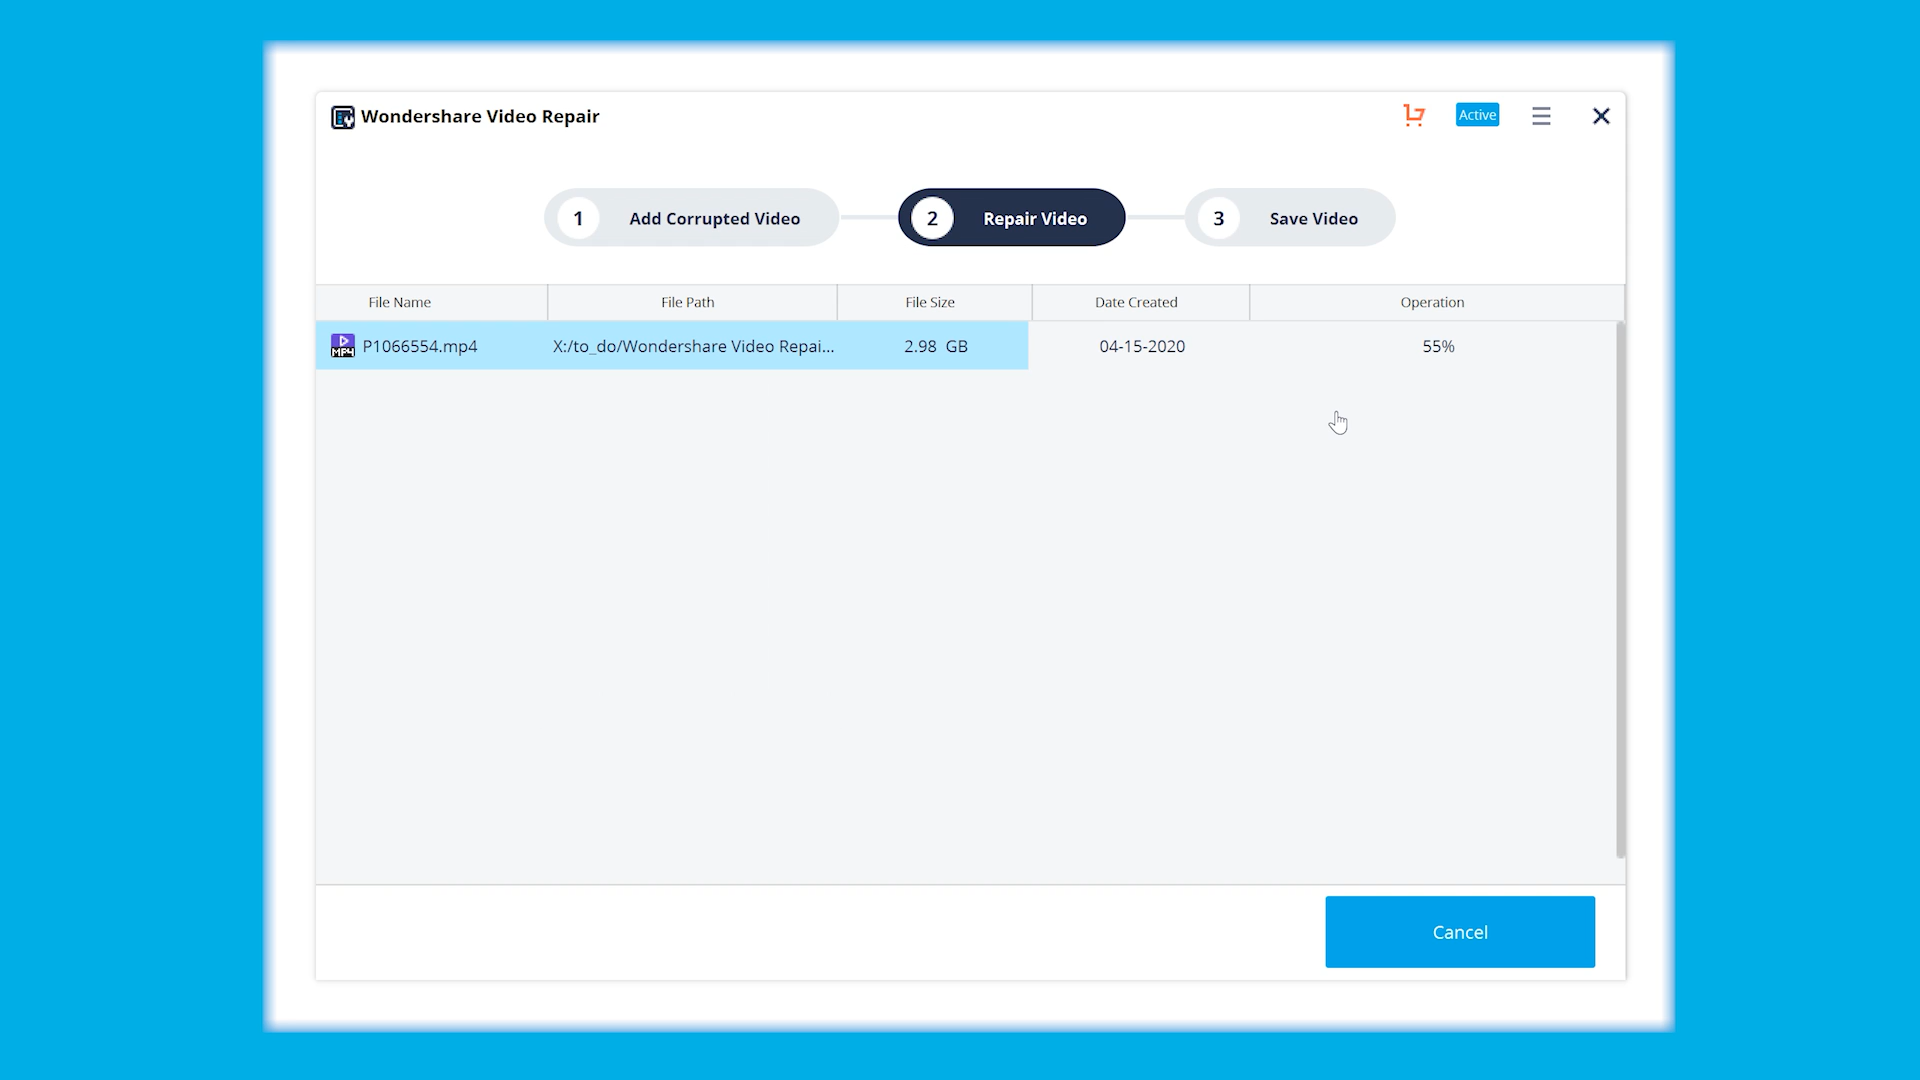 Wondershare Video Repair
Active
1 Add Corrupted Video
2 Repair Video
3 Save Video
File Name File Path File Size Date Created Operation
MP4 P1066554.mp4 X:/to_do/Wondershare Video Repai... 2.98 GB 04-15-2020 55%
Cancel